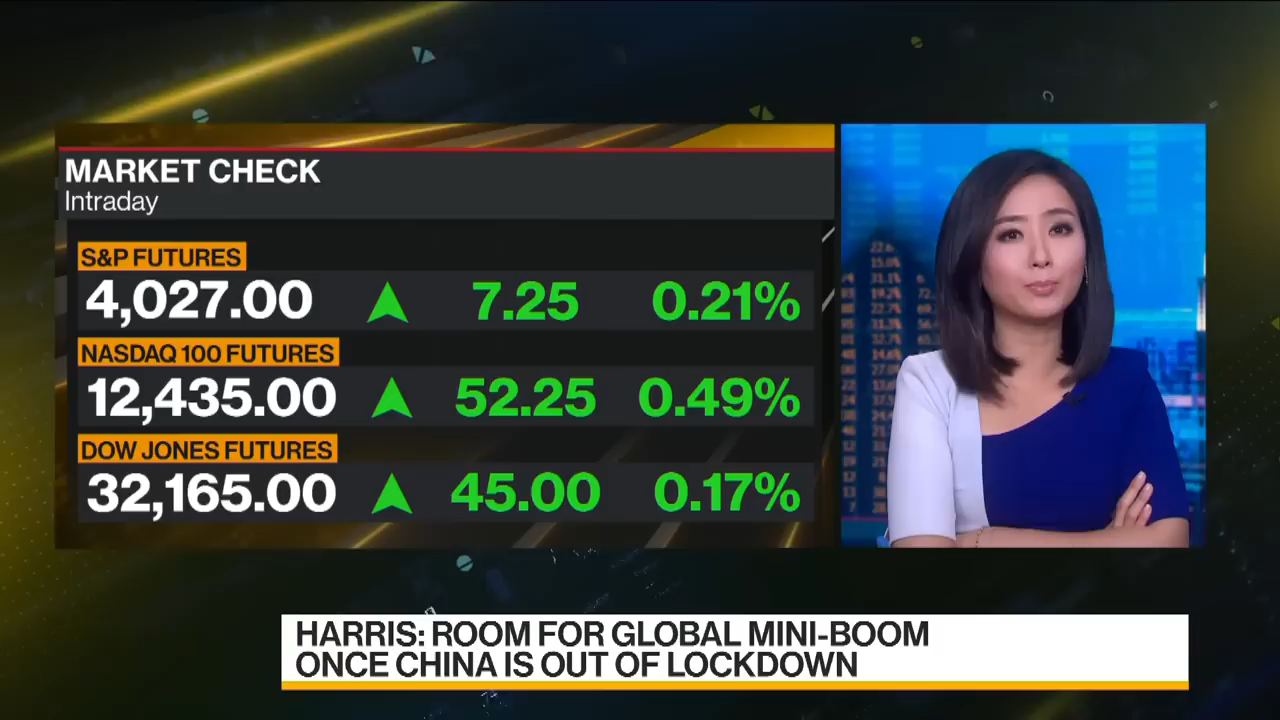 MARKET CHECK
Intraday
S&P FUTURES
4,027.00 ▲ 7.25 0.21%
NASDAQ 100 FUTURES
12,435.00 ▲ 52.25 0.49%
DOW JONES FUTURES
32,165.00 ▲ 45.00 0.17%
HARRIS: ROOM FOR GLOBAL MINI-BOOM
ONCE CHINA IS OUT OF LOCKDOWN